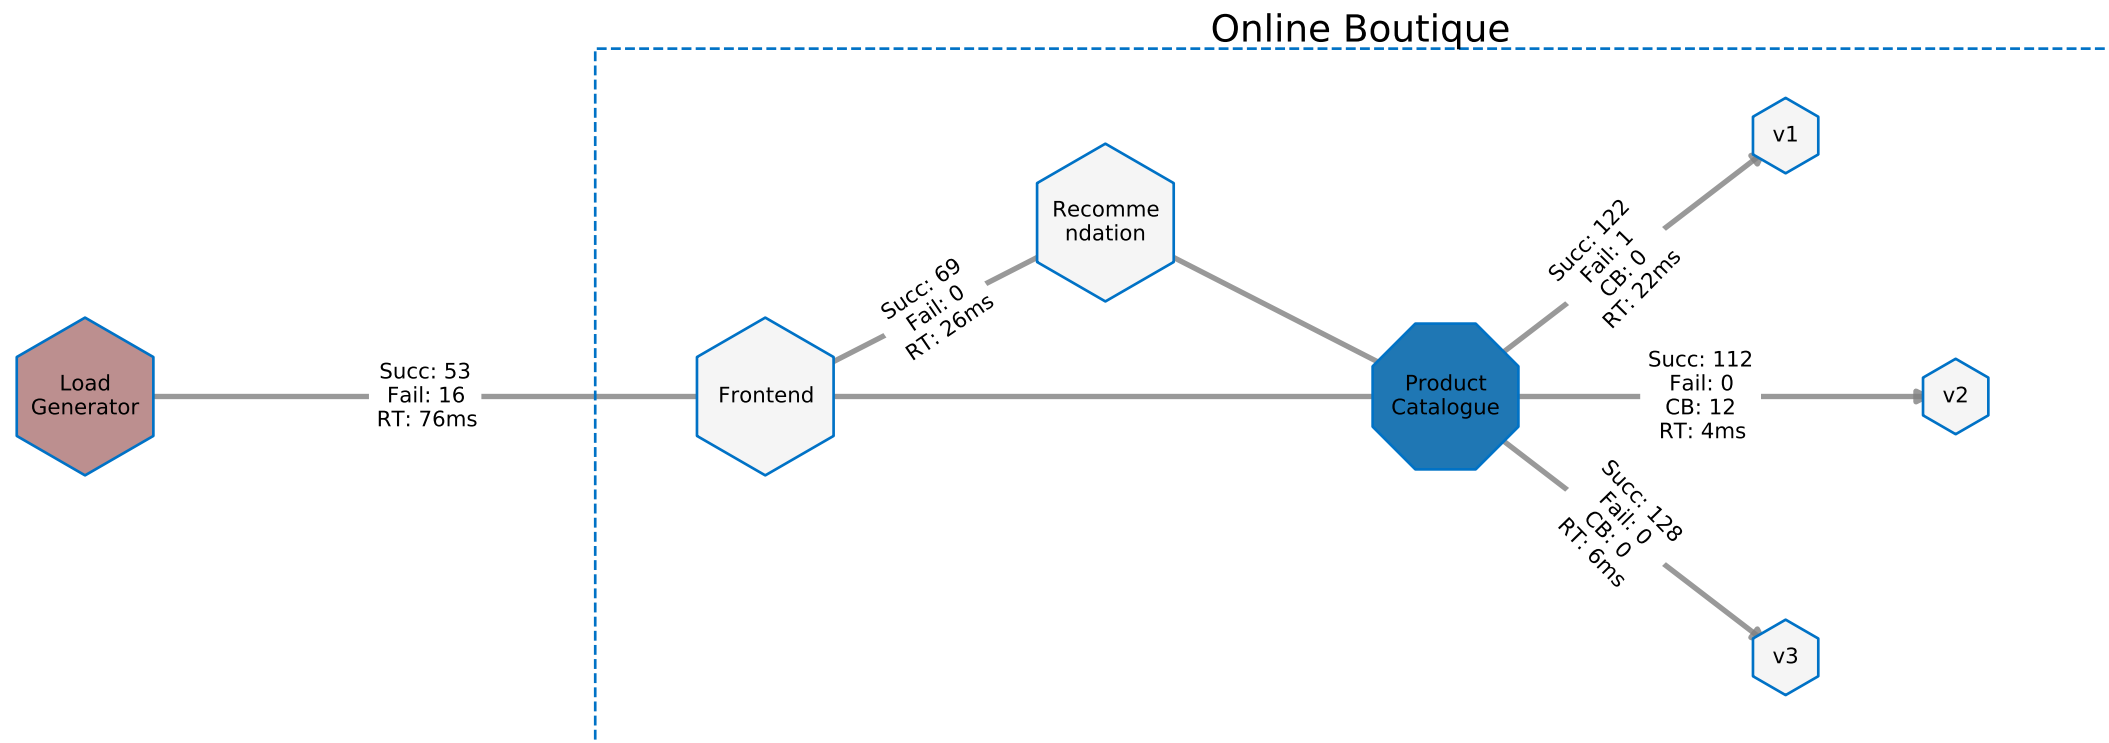 Online Boutique
Load
Generator
Succ: 53
Fail: 16
RT: 76ms
Frontend
Succ: 69
Fail: 0
RT: 26ms
Recomme
ndation
Product
Catalogue
Succ: 122
Fail: 1
CB: 0
RT: 22ms
v1
Succ: 112
Fail: 0
CB: 12
RT: 4ms
v2
Succ: 128
Fail: 0
CB: 0
RT: 6ms
v3